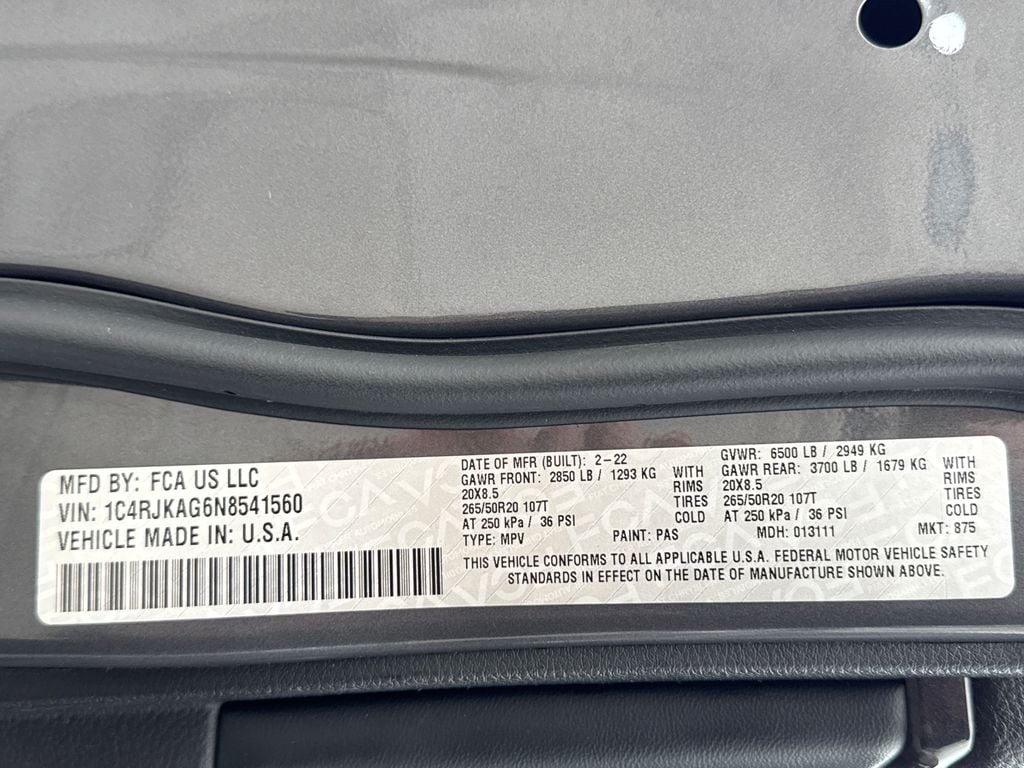 MFD BY: FCA US LLC
VIN: 1C4RJKAG6N8541560
VEHICLE MADE IN: U.S.A.
DATE OF MFR (BUILT): 2-22
GAWR FRONT: 2850 LB / 1293 KG WITH
20X8.5 RIMS
265/50R20 107T TIRES
AT 250 kPa / 36 PSI COLD
TYPE: MPV PAINT: PAS
GVWR: 6500 LB / 2949 KG
GAWR REAR: 3700 LB / 1679 KG WITH
20X8.5 RIMS
265/50R20 107T TIRES
AT 250 kPa / 36 PSI COLD
MDH: 013111 MKT: 875
THIS VEHICLE CONFORMS TO ALL APPLICABLE U.S.A. FEDERAL MOTOR VEHICLE SAFETY
STANDARDS IN EFFECT ON THE DATE OF MANUFACTURE SHOWN ABOVE.